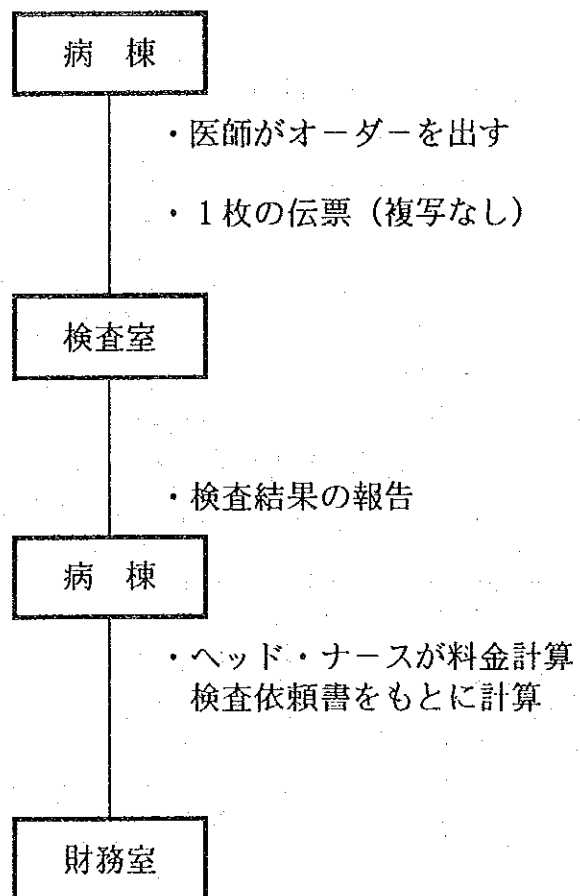 病　棟
・医師がオーダーを出す
・1枚の伝票（複写なし）
検査室
・検査結果の報告
病　棟
・ヘッド・ナースが料金計算
検査依頼書をもとに計算
財務室